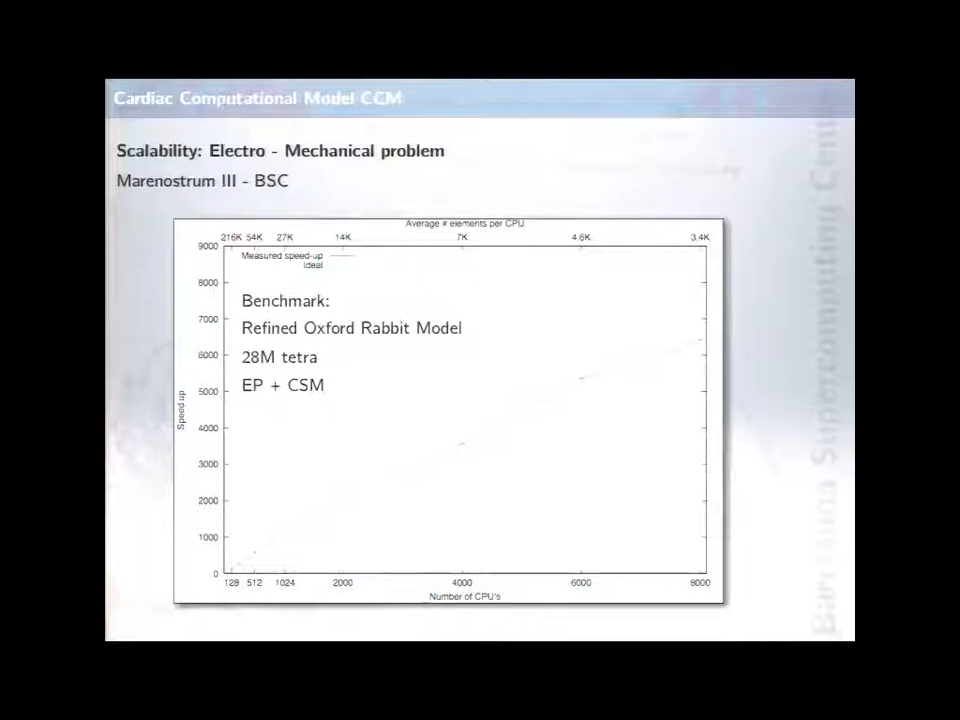 Cardiac Computational Model CCM
Scalability: Electro - Mechanical problem
Marenostrum III - BSC
Average # elements per CPU
216K 54K 27K 14K 7K 4.6K 3.4K
9000
Measured speed-up
Ideal
8000
Benchmark:
7000
Refined Oxford Rabbit Model
6000
28M tetra
EP + CSM
5000
Speed up
4000
3000
2000
1000
0
128 512 1024 2000 4000 6000 8000
Number of CPU's
Barcelona Supercomputing Cent